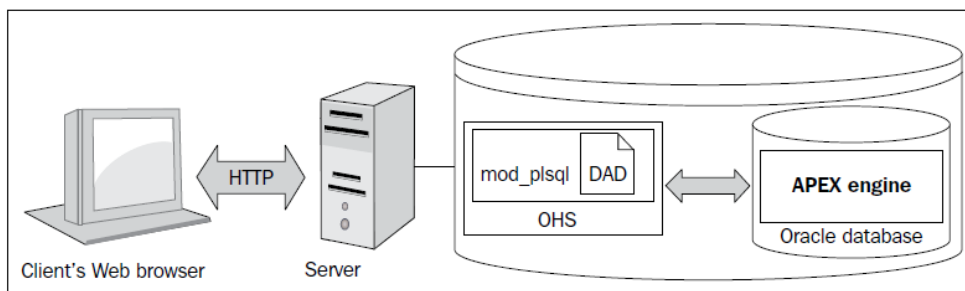 HTTP
mod_plsql
DAD
OHS
APEX engine
Oracle database
Client's Web browser
Server